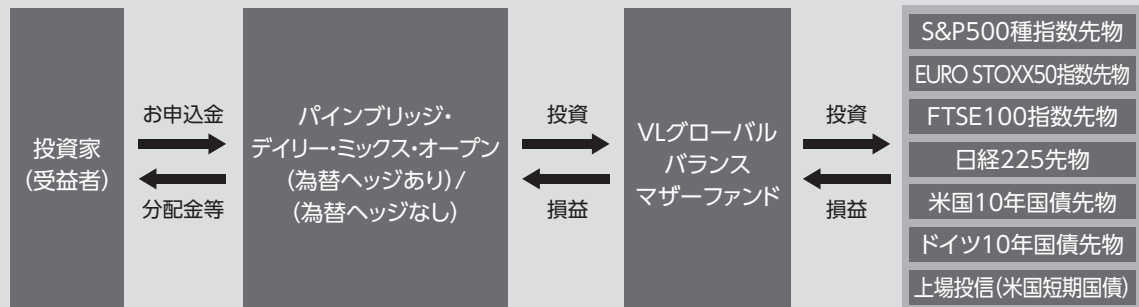 投資家
(受益者)
お申込金
分配金等
パインブリッジ・
デイリー・ミックス・オープン
(為替ヘッジあり)/
(為替ヘッジなし)
投資
損益
VLグローバル
バランス
マザーファンド
投資
損益
S&P500種指数先物
EURO STOXX50指数先物
FTSE100指数先物
日経225先物
米国10年国債先物
ドイツ10年国債先物
上場投信(米国短期国債)